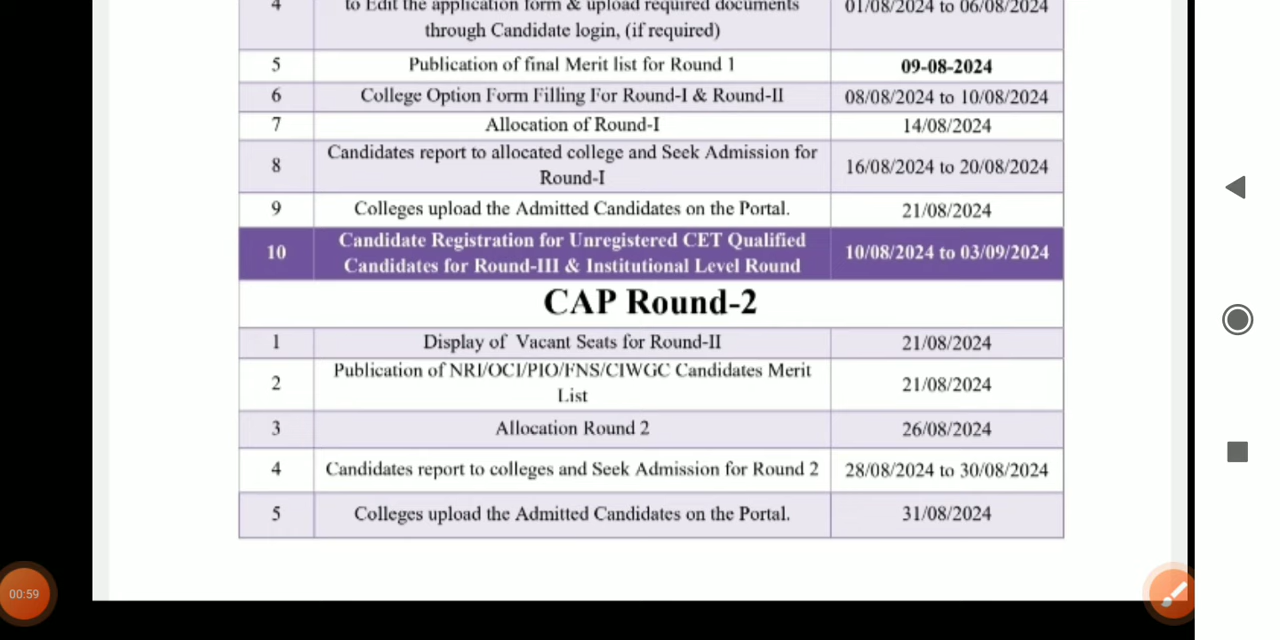 4 to Edit the application form & upload required documents 01/08/2024 to 06/08/2024
through Candidate login, (if required)
5 Publication of final Merit list for Round 1 09-08-2024
6 College Option Form Filling For Round-I & Round-II 08/08/2024 to 10/08/2024
7 Allocation of Round-I 14/08/2024
Candidates report to allocated college and Seek Admission for
8 Round-I 16/08/2024 to 20/08/2024
9 Colleges upload the Admitted Candidates on the Portal. 21/08/2024
Candidate Registration for Unregistered CET Qualified
10 Candidates for Round-III & Institutional Level Round 10/08/2024 to 03/09/2024
CAP Round-2
1 Display of Vacant Seats for Round-II 21/08/2024
Publication of NRI/OCI/PIO/FNS/CIWGC Candidates Merit
2 List 21/08/2024
3 Allocation Round 2 26/08/2024
4 Candidates report to colleges and Seek Admission for Round 2 28/08/2024 to 30/08/2024
5 Colleges upload the Admitted Candidates on the Portal. 31/08/2024
00:59